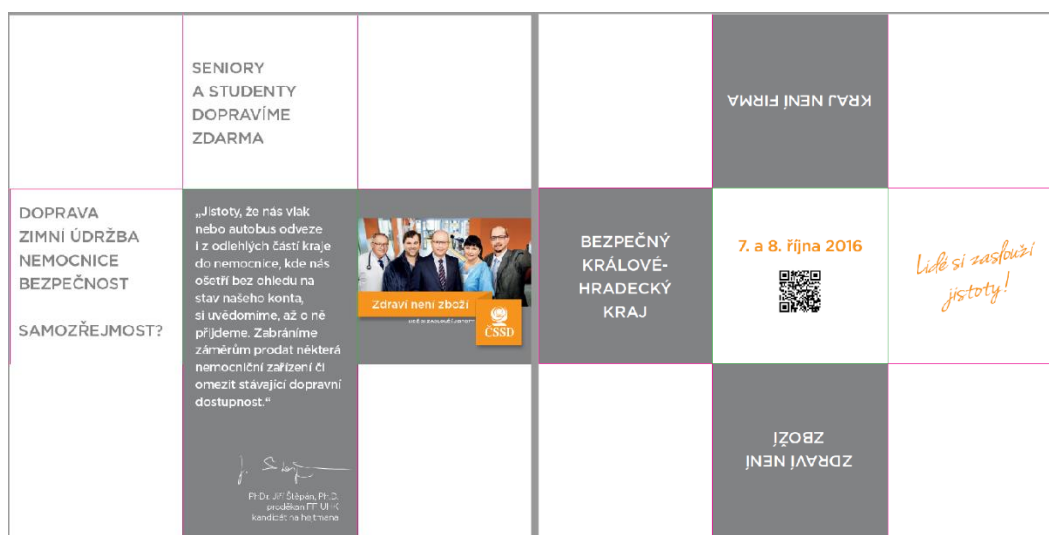 SENIORY
A STUDENTY
DOPRAVÍME
ZDARMA
KRAJ NENÍ FIRMA
DOPRAVA
ZIMNÍ ÚDRŽBA
NEMOCNICE
BEZPEČNOST
SAMOZŘEJMOST?
„Jistoty, že nás vlak
nebo autobus odveze
i z odlehlých částí kraje
do nemocnice, kde nás
ošetří bez ohledu na
stav našeho konta,
si uvědomíme, až o ně
přijdeme. Zabráníme
záměrům prodat některá
nemocniční zařízení či
omezit stávající dopravní
dostupnost.“
PHDr. Jiří Štěpán, PH.D.
proděkan FF UHK
kandidát na hejtmana
Zdraví není zboží
LIDÉ SI ZASLOUŽÍ JISTOTY
ČSSD
BEZPEČNÝ
KRÁLOVÉ-
HRADECKÝ
KRAJ
7. a 8. října 2016
Lidé si zaslouží
jistoty!
ZDRAVÍ NENÍ
ZBOŽÍ